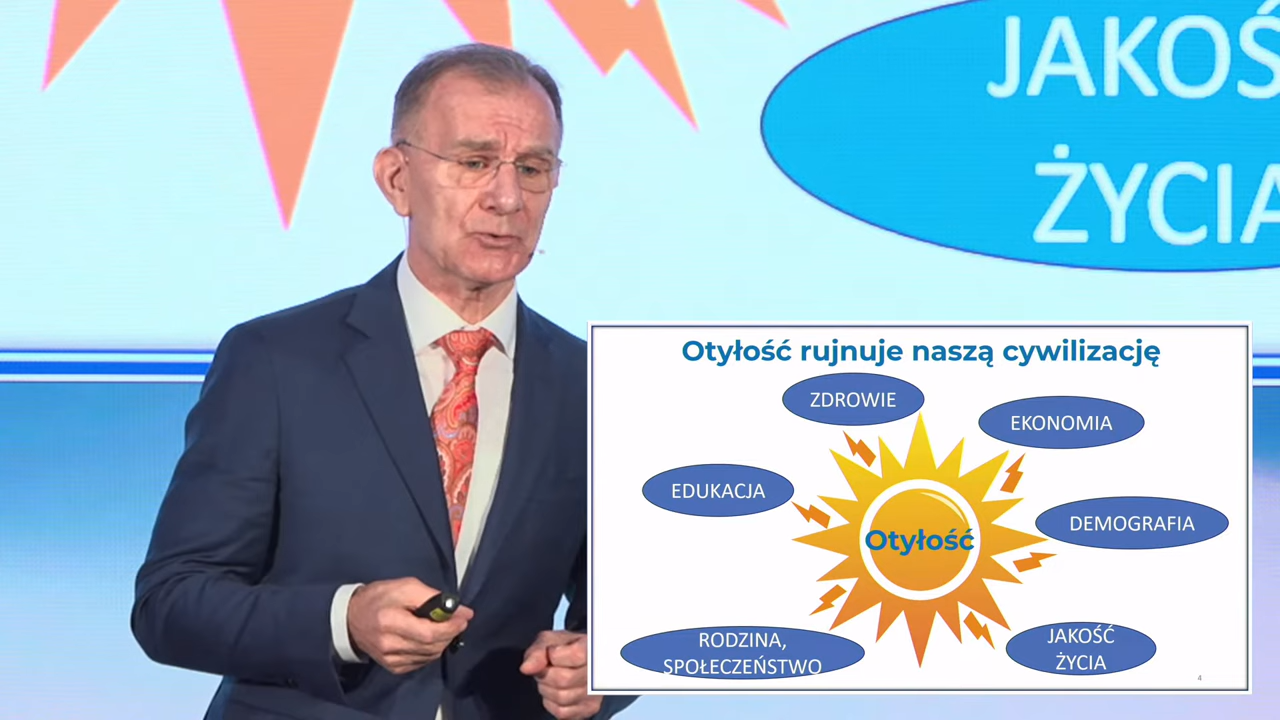 JAKOŚ
ŻYCIA
Otyłość rujnuje naszą cywilizację
ZDROWIE
EKONOMIA
EDUKACJA
DEMOGRAFIA
Otyłość
RODZINA,
SPOŁECZEŃSTWO
JAKOŚĆ
ŻYCIA
4